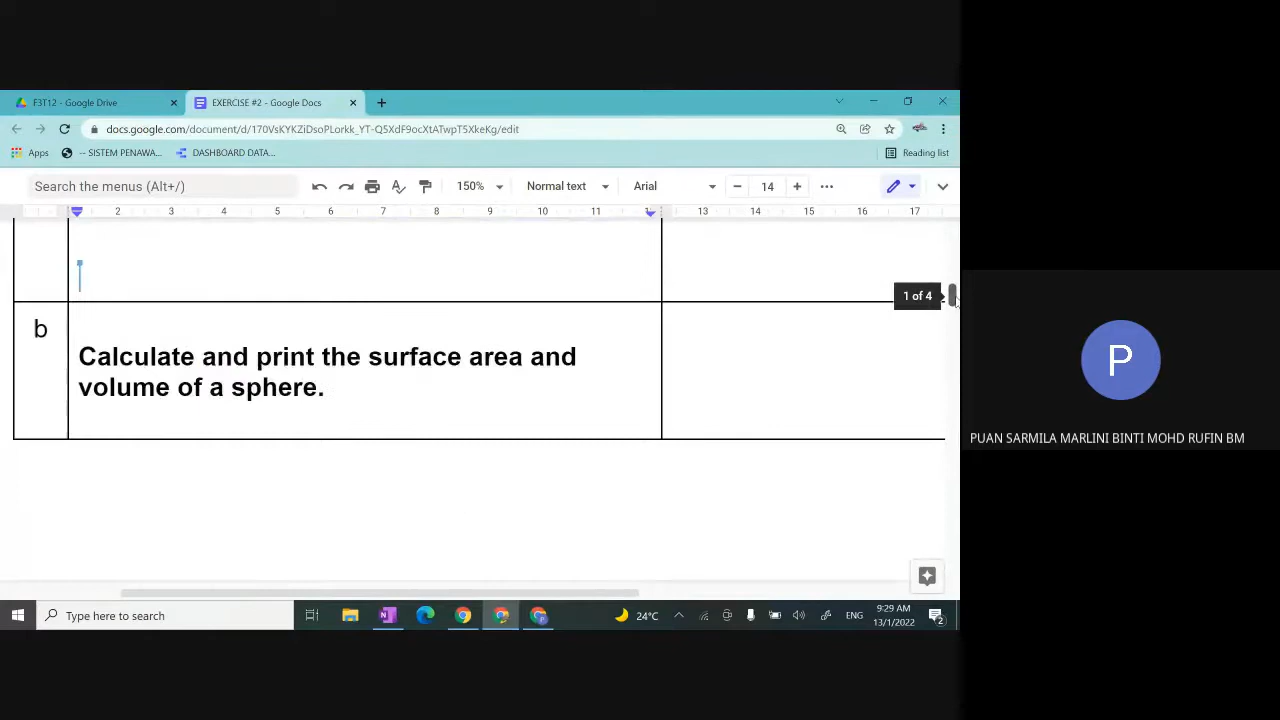 F3T12 - Google Drive
EXERCISE #2 - Google Docs
docs.google.com/document/d/170VsKYKZiDsoPLorkk_YT-Q5XdF9ocXtATwpT5XkeKg/edit
Apps
-- SISTEM PENAWA...
DASHBOARD DATA...
Reading list
Search the menus (Alt+/)
150%
Normal text
Arial
14
2 3 4 5 6 7 8 9 10 11 1 13 14 15 16 17
1 of 4
b
Calculate and print the surface area and
volume of a sphere.
P
PUAN SARMILA MARLINI BINTI MOHD RUFIN BM
Type here to search
24°C
ENG
9:29 AM
13/1/2022
2